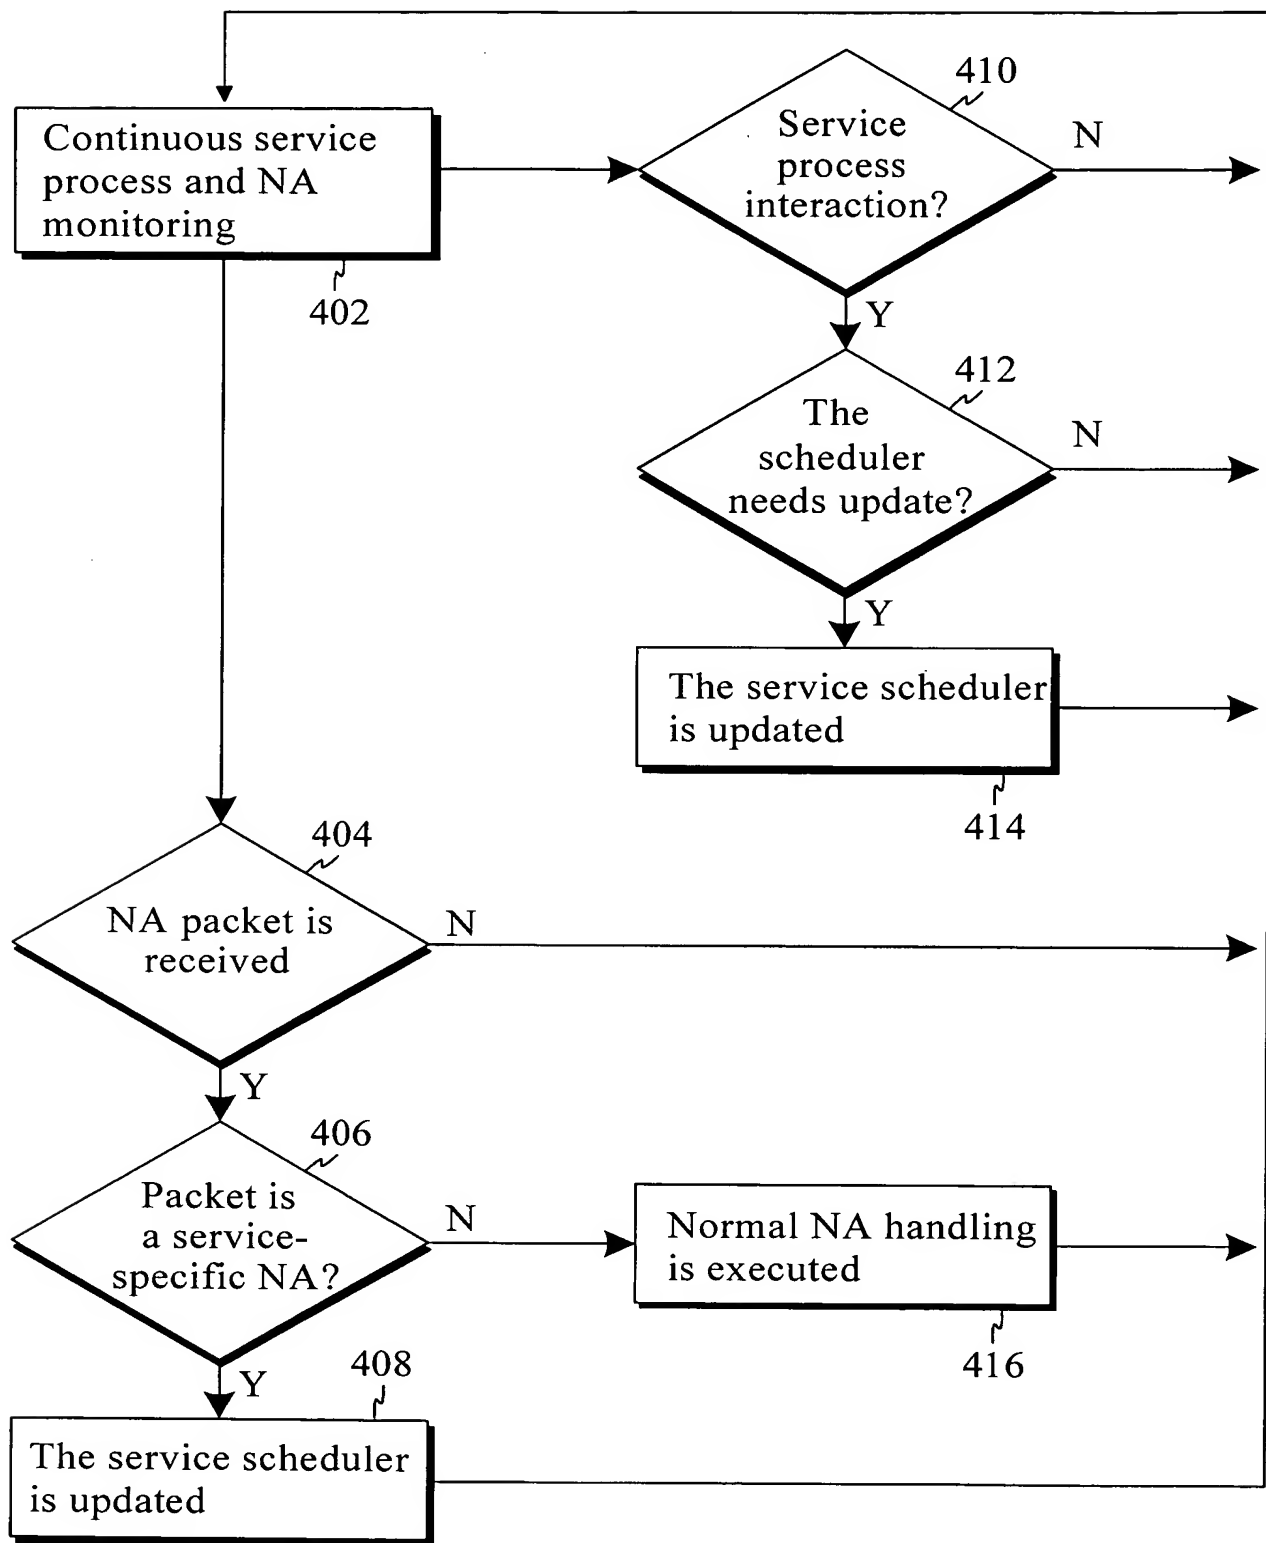 410
Continuous service
process and NA
monitoring
402
Service
process
interaction?
N
Y
412
The
scheduler
needs update?
N
Y
The service scheduler
is updated
414
404
NA packet is
received
N
Y
406
Packet is
a service-
specific NA?
N
Normal NA handling
is executed
416
Y
408
The service scheduler
is updated